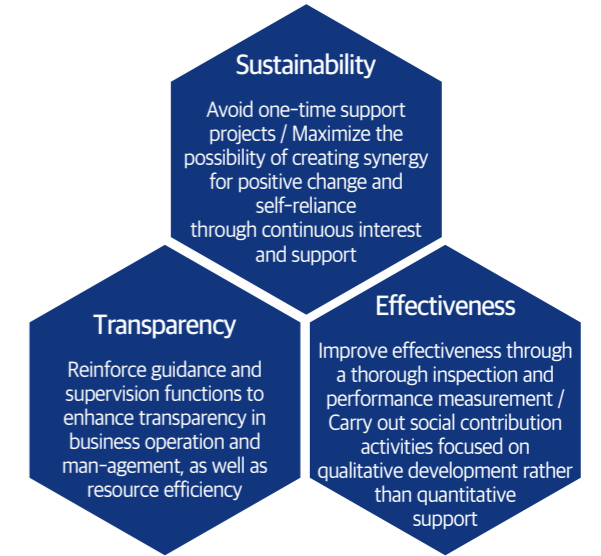 Sustainability
Avoid one-time support
projects / Maximize the
possibility of creating synergy
for positive change and
self-reliance
through continuous interest
and support
Transparency
Reinforce guidance and
supervision functions to
enhance transparency in
business operation and
man-agement, as well as
resource efficiency
Effectiveness
Improve effectiveness through
a thorough inspection and
performance measurement /
Carry out social contribution
activities focused on
qualitative development rather
than quantitative
support